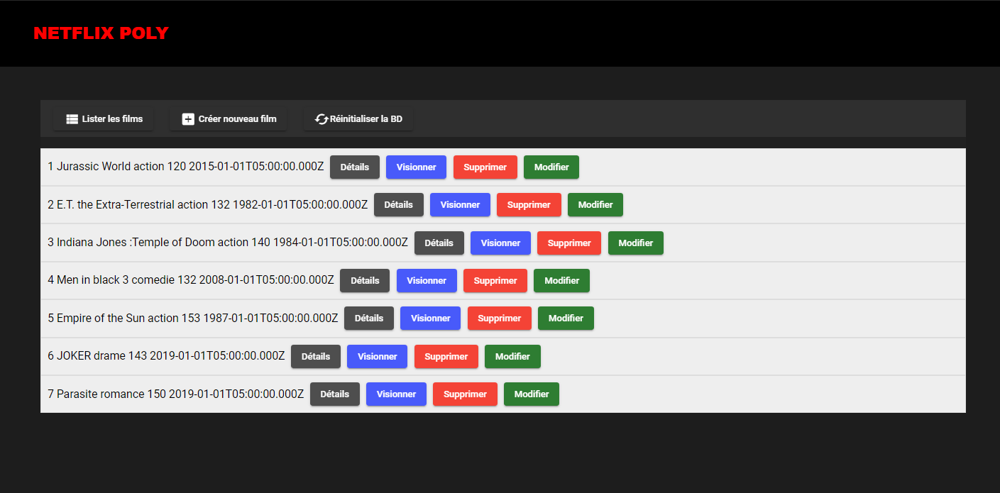 NETFLIX POLY
Lister les films Créer nouveau film Réinitialiser la BD
1 Jurassic World action 120 2015-01-01T05:00:00.000Z Détails Visionner Supprimer Modifier
2 E.T. the Extra-Terrestrial action 132 1982-01-01T05:00:00.000Z Détails Visionner Supprimer Modifier
3 Indiana Jones :Temple of Doom action 140 1984-01-01T05:00:00.000Z Détails Visionner Supprimer Modifier
4 Men in black 3 comedie 132 2008-01-01T05:00:00.000Z Détails Visionner Supprimer Modifier
5 Empire of the Sun action 153 1987-01-01T05:00:00.000Z Détails Visionner Supprimer Modifier
6 JOKER drame 143 2019-01-01T05:00:00.000Z Détails Visionner Supprimer Modifier
7 Parasite romance 150 2019-01-01T05:00:00.000Z Détails Visionner Supprimer Modifier